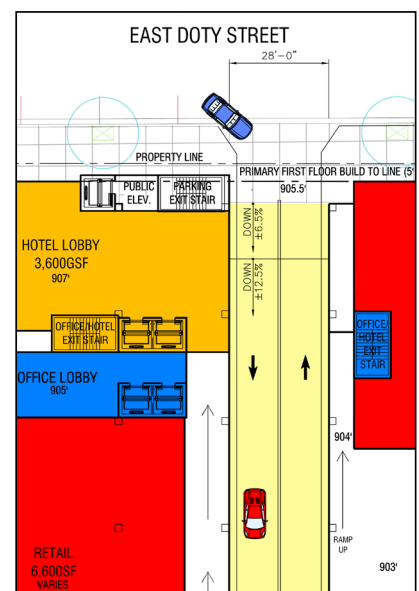 EAST DOTY STREET
28'-0"
PROPERTY LINE
PRIMARY FIRST FLOOR BUILD TO LINE (5'
905.5'
PUBLIC
ELEV.
PARKING
EXIT STAIR
DOWN
±6.5%
DOWN
±12.5%
HOTEL LOBBY
3,600GSF
907'
OFFICE/HOTEL
EXIT STAIR
OFFICE/
HOTEL
EXIT
STAIR
OFFICE LOBBY
905'
904'
RAMP
UP
RETAIL
6,600SF
VARIES
903'